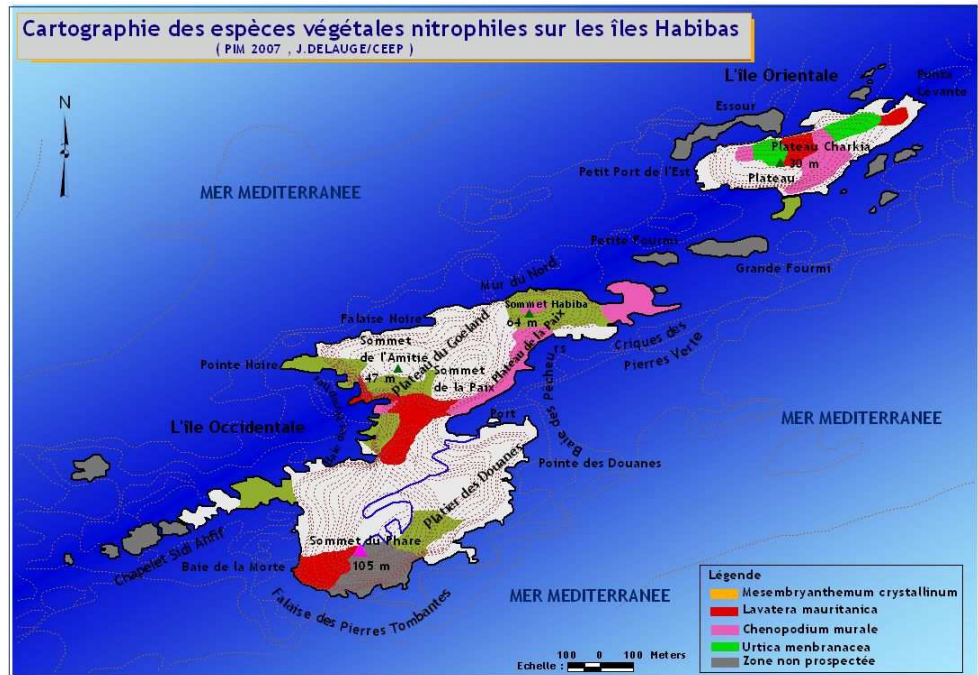 Cartographie des espèces végétales nitrophiles sur les îles Habibas
( PIM 2007 , J.DELAUGE/CEEP )
N
L'île Orientale
Punta
Levante
Essour
Plateau Charkia
30 m
Petit Port de l'Est
Plateau
MER MEDITERRANEE
Petite Fourmi
Grande Fourmi
Mur du Nord
Sommet Habiba
64 m
Falaise Noire
Plateau du Goeland
Plateau de la Paix
Sommet
de l'Amitie
47 m
Sommet
de la Paix
Pointe Noire
Criques des
Pierres Verte
Baie des Pecheurs
Port
MER MEDITERRANEE
L'île Occidentale
Pointe des Douanes
Platier des Douanes
Chapelet Sidi Ahfif
Sommet du Phare
105 m
Baie de la Morte
Falaise des Pierres Tombantes
MER MEDITERRANEE
Légende
Mesembryanthemum crystallinum
Lavatera mauritanica
Chenopodium murale
Urtica menbranacea
Zone non prospectée
100 0 100 Meters
Echelle :